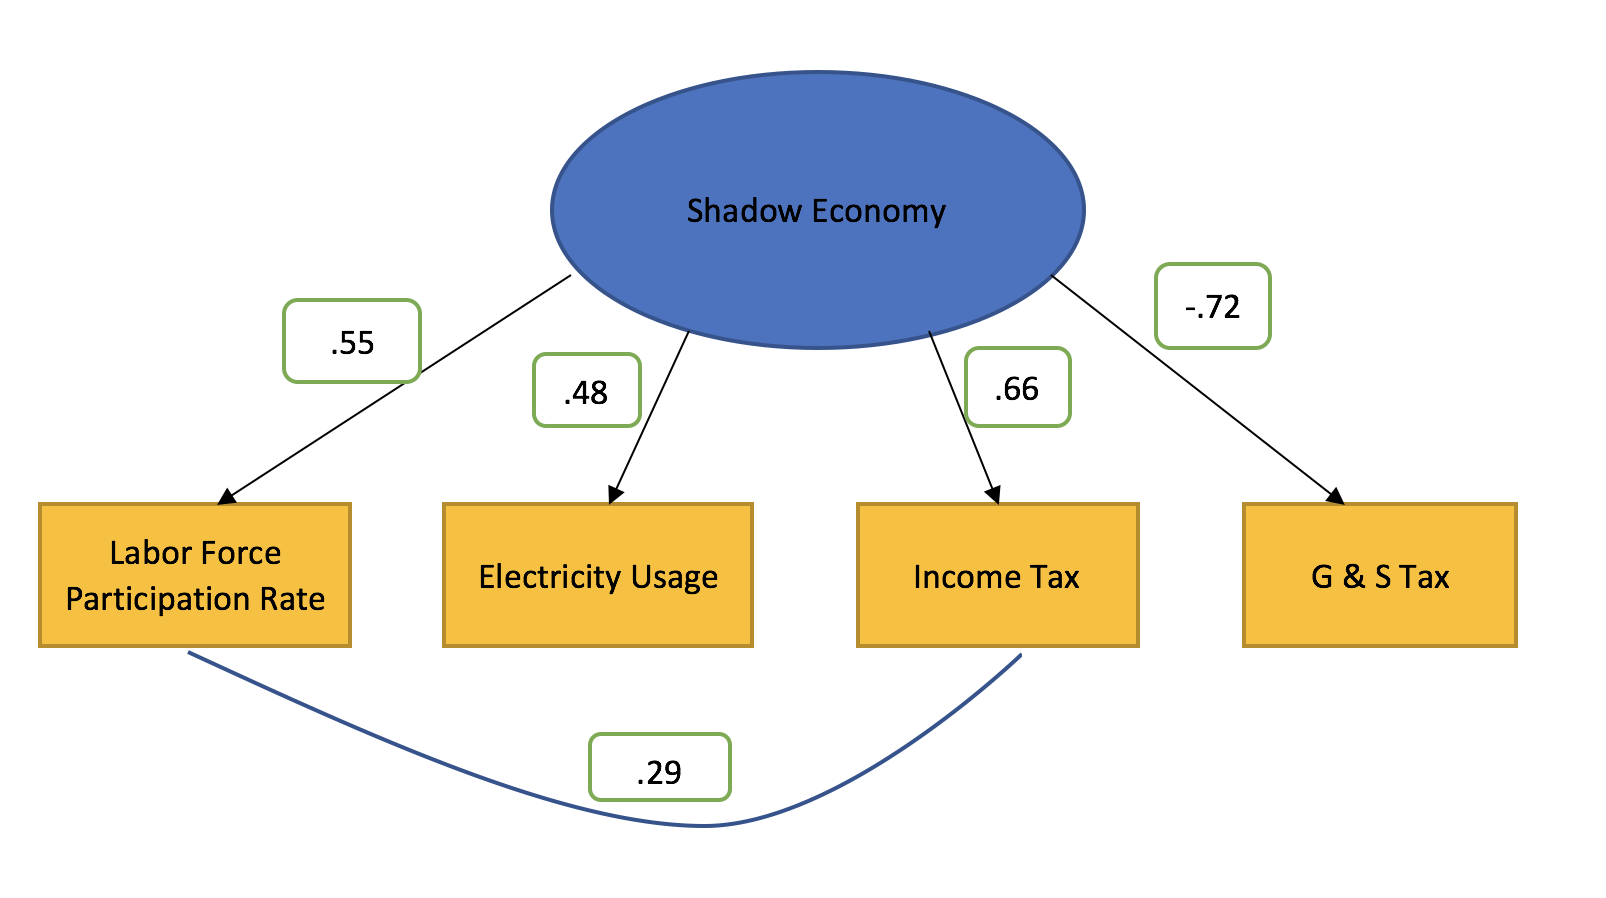 Shadow Economy
-.72
.55
.48
.66
Labor Force
Participation Rate
Electricity Usage
Income Tax
G & S Tax
.29